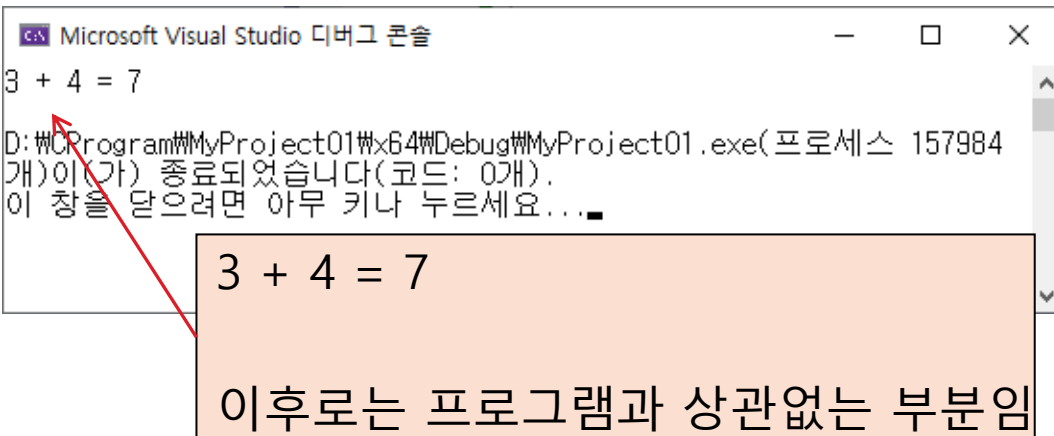 Microsoft Visual Studio 디버그 콘솔
3 + 4 = 7
D:₩CProgram₩MyProject01₩x64₩Debug₩MyProject01.exe(프로세스 157984
개)이(가) 종료되었습니다(코드: 0개).
이 창을 닫으려면 아무 키나 누르세요...
3 + 4 = 7
이후로는 프로그램과 상관없는 부분임